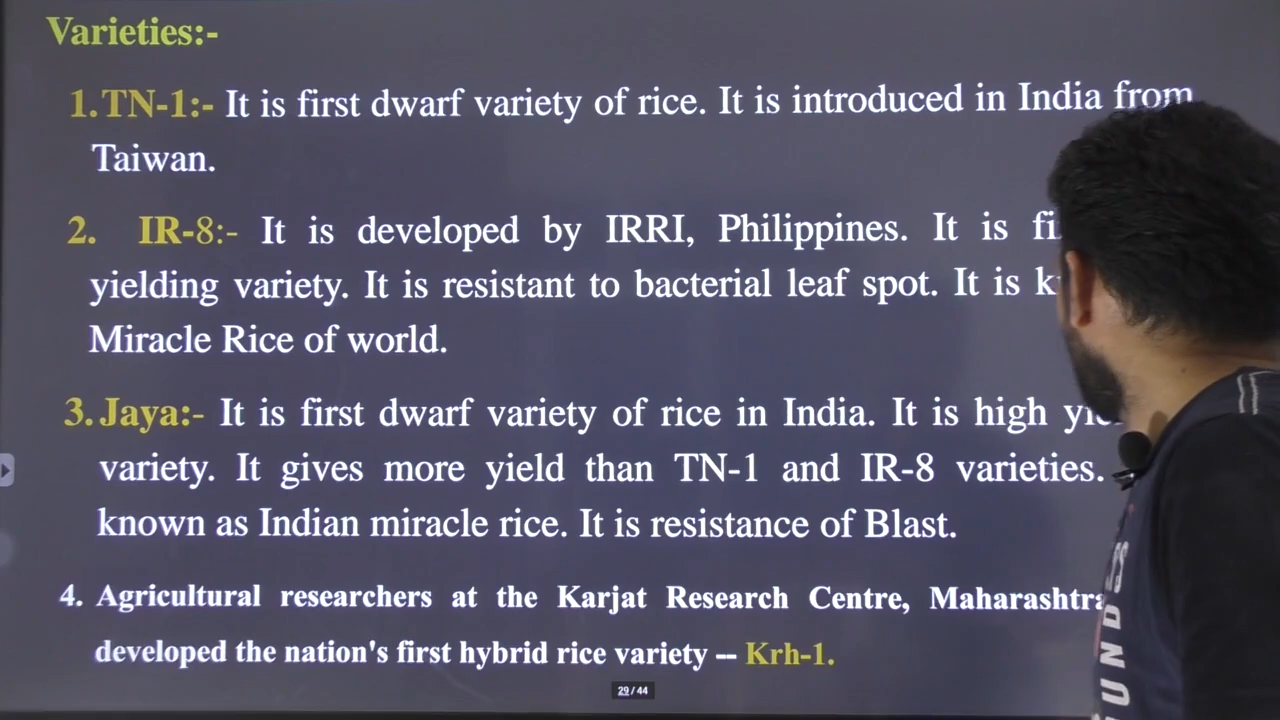 Varieties:-
1. TN-1:- It is first dwarf variety of rice. It is introduced in India from
Taiwan.
2. IR-8:- It is developed by IRRI, Philippines. It is
yielding variety. It is resistant to bacterial leaf spot. It is
Miracle Rice of world.
3. Jaya:- It is first dwarf variety of rice in India. It is high
variety. It gives more yield than TN-1 and IR-8 varieties.
known as Indian miracle rice. It is resistance of Blast.
4. Agricultural researchers at the Karjat Research Centre, Maharashtra
developed the nation's first hybrid rice variety -- Krh-1.
29 / 44